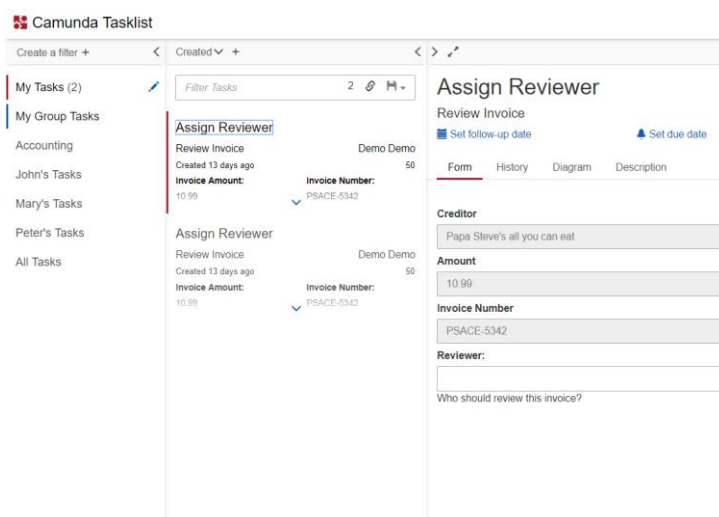 Camunda Tasklist
Create a filter +
My Tasks (2)
My Group Tasks
Accounting
John's Tasks
Mary's Tasks
Peter's Tasks
All Tasks
Created +
Filter Tasks 2
Assign Reviewer
Review Invoice Demo Demo
Created 13 days ago 50
Invoice Amount: Invoice Number:
10.99 PSACE-5342
Assign Reviewer
Review Invoice Demo Demo
Created 13 days ago 50
Invoice Amount: Invoice Number:
10.99 PSACE-5342
Assign Reviewer
Review Invoice
Set follow-up date Set due date
Form History Diagram Description
Creditor
Papa Steve's all you can eat
Amount
10.99
Invoice Number
PSACE-5342
Reviewer:
Who should review this invoice?